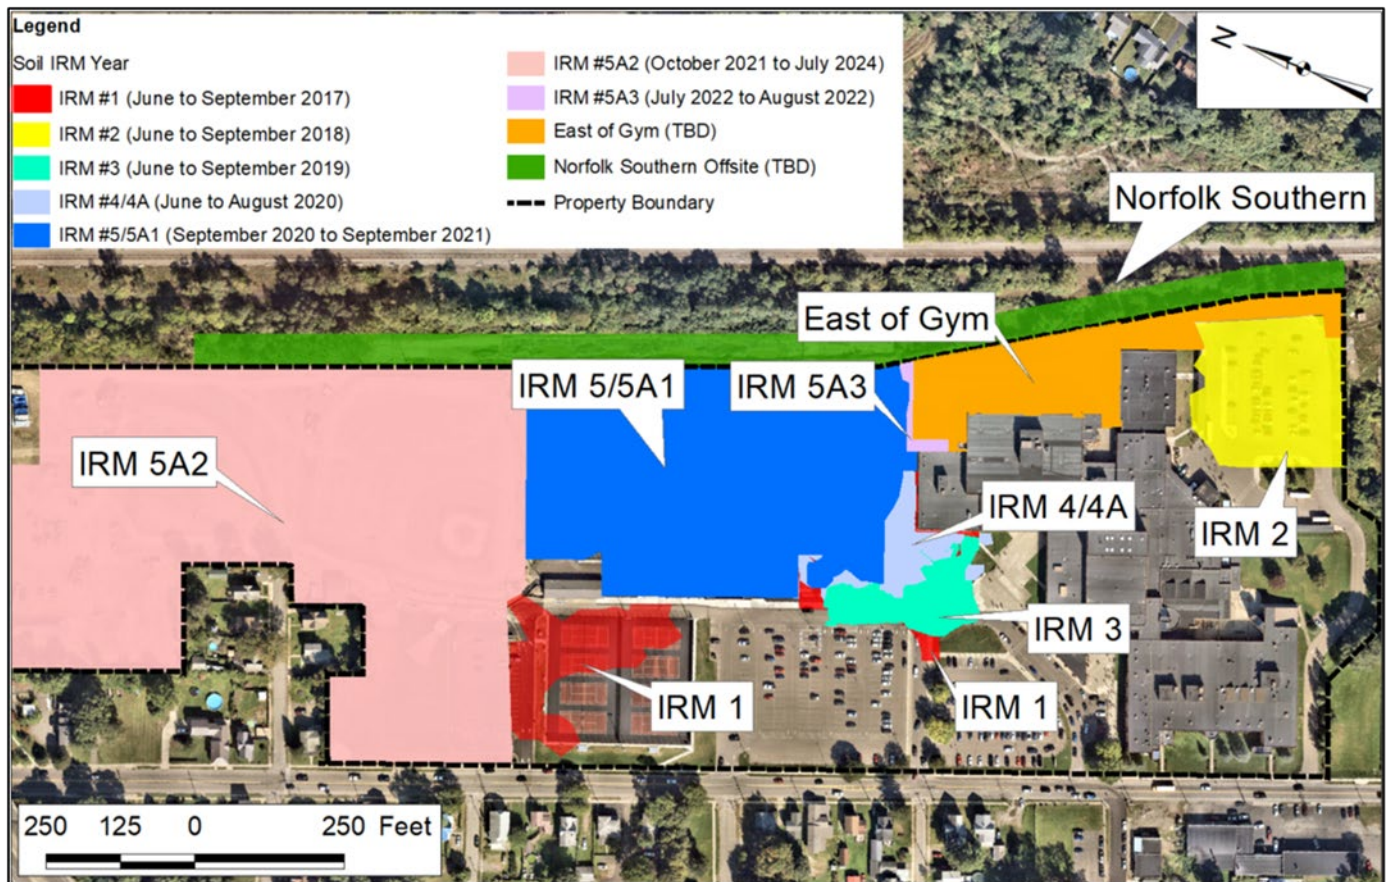 Legend
Soil IRM Year
IRM #1 (June to September 2017)
IRM #2 (June to September 2018)
IRM #3 (June to September 2019)
IRM #4/4A (June to August 2020)
IRM #5/5A1 (September 2020 to September 2021)
IRM #5A2 (October 2021 to July 2024)
IRM #5A3 (July 2022 to August 2022)
East of Gym (TBD)
Norfolk Southern Offsite (TBD)
Property Boundary
N
Norfolk Southern
East of Gym
IRM 5/5A1
IRM 5A3
IRM 5A2
IRM 4/4A
IRM 2
IRM 3
IRM 1
IRM 1
250 125 0 250 Feet